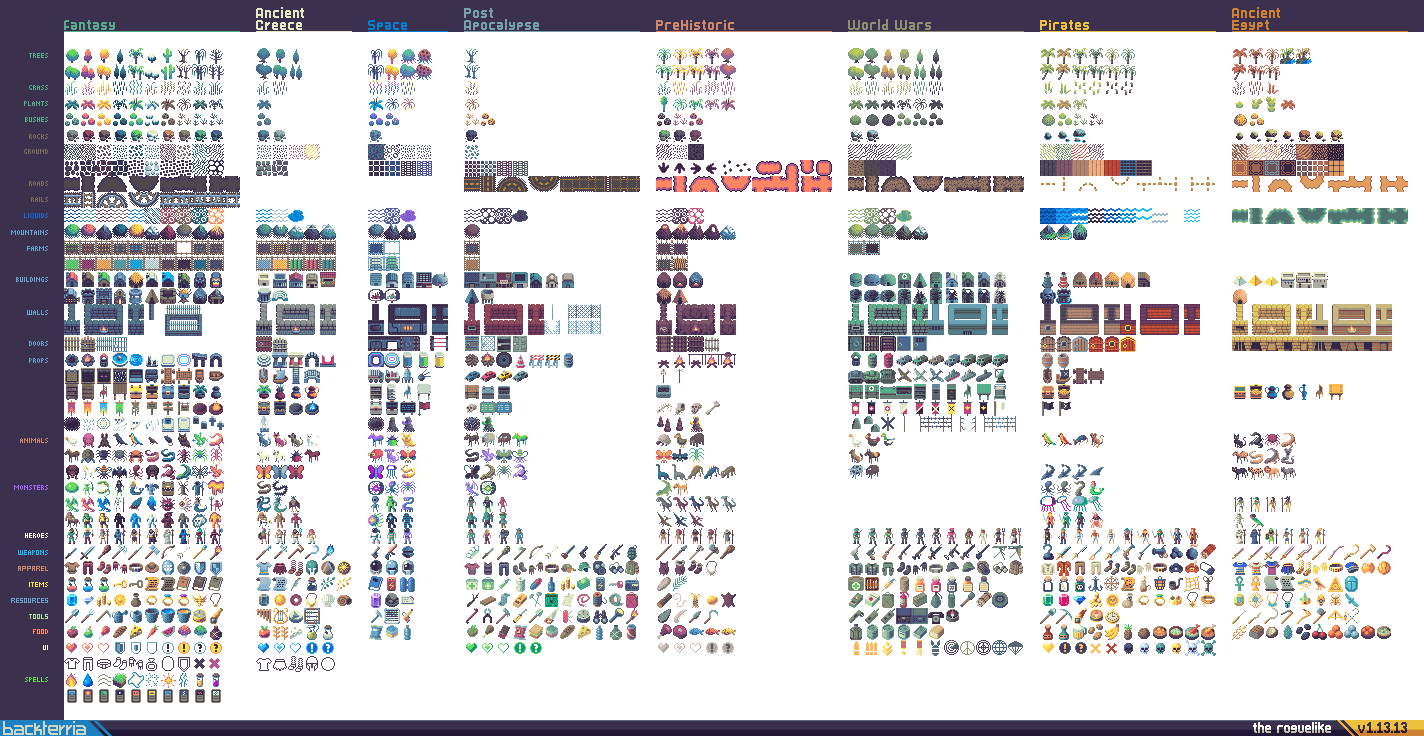 Fantasy
Ancient
Greece
Space
Post
Apocalypse
PreHistoric
World Wars
Pirates
Ancient
Egypt
TREES
GRASS
PLANTS
BUSHES
ROCKS
GROUND
ROADS
RAILS
LIQUIDS
MOUNTAINS
FARMS
BUILDINGS
WALLS
DOORS
PROPS
ANIMALS
MONSTERS
HEROES
WEAPONS
APPAREL
ITEMS
RESOURCES
TOOLS
FOOD
UI
SPELLS
backterria
the roguelike
v1.13.13